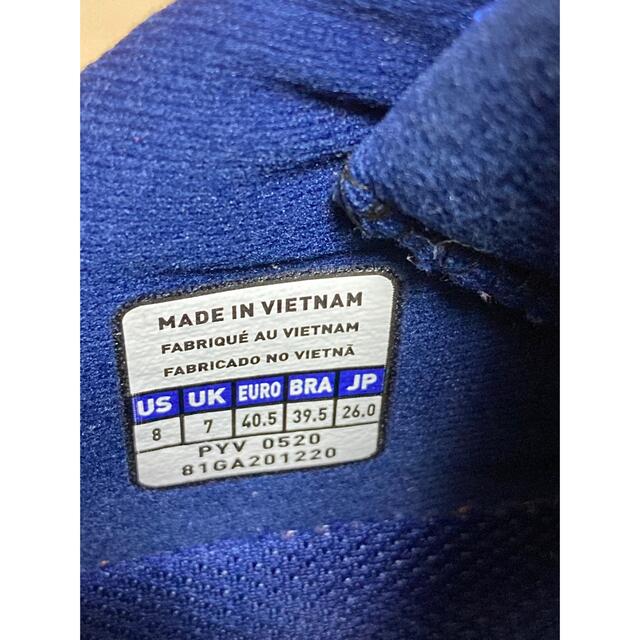 MADE IN VIETNAM
FABRIQUÉ AU VIETNAM
FABRICADO NO VIETNÃ
US UK EURO BRA JP
8 7 40.5 39.5 26.0
PYV 0520
81GA201220